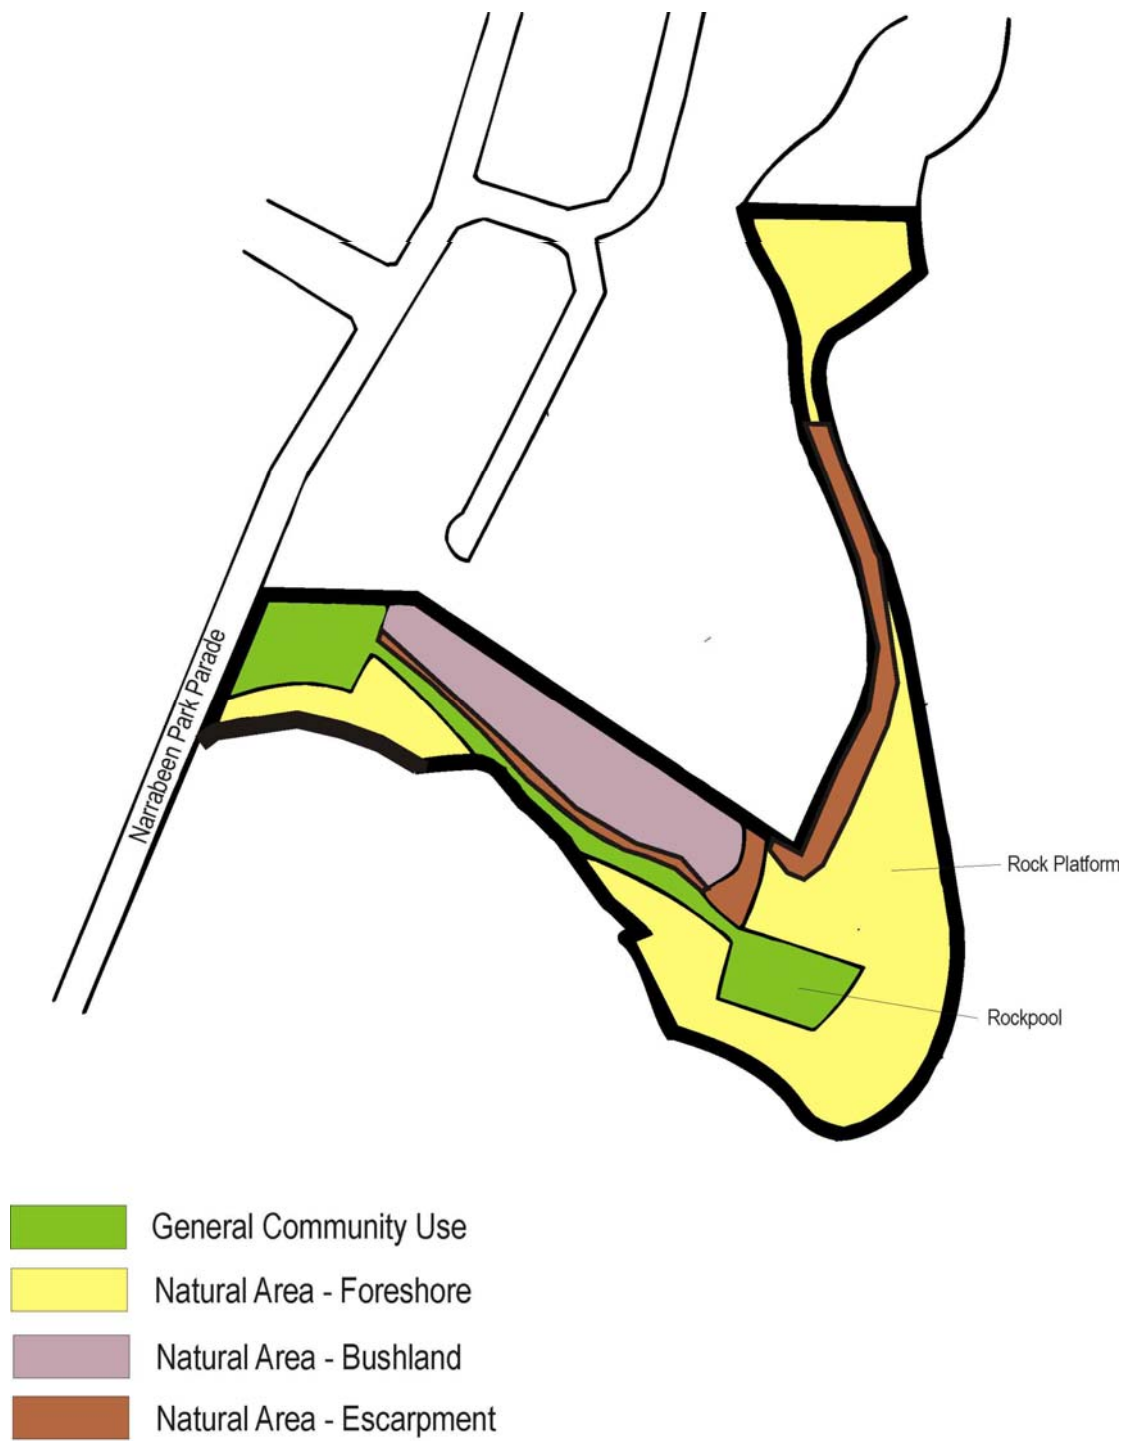 Narrabeen Park Parade
Rock Platform
Rockpool
General Community Use
Natural Area - Foreshore
Natural Area - Bushland
Natural Area - Escarpment